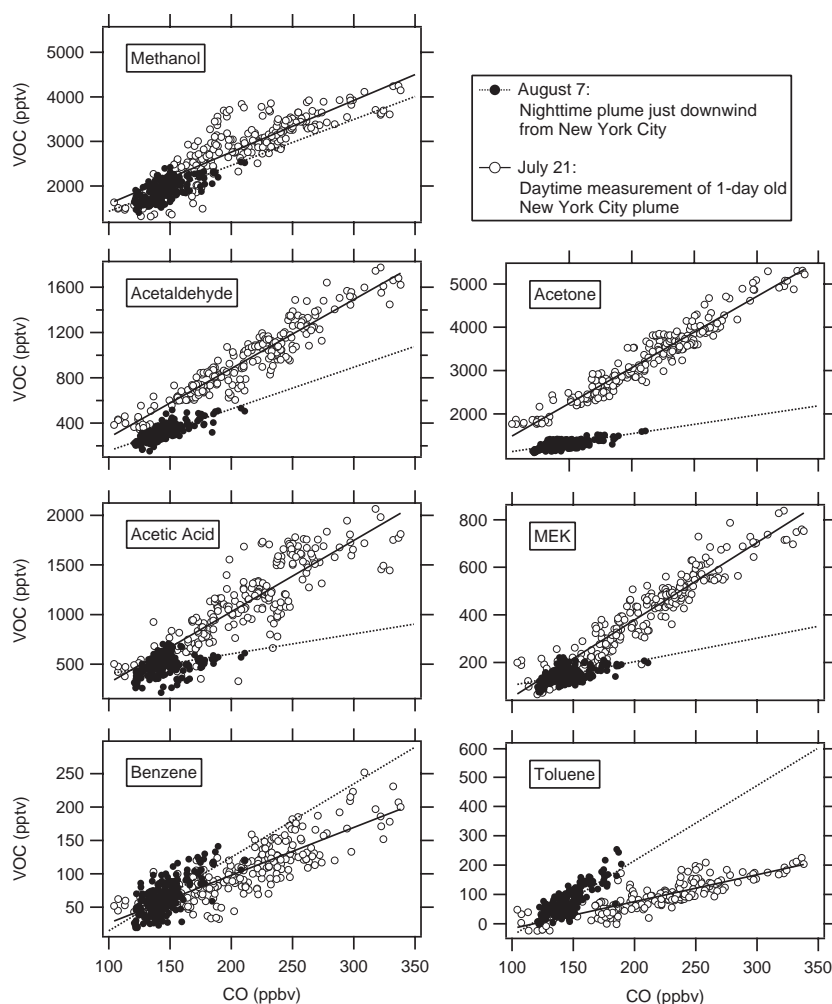 Methanol
5000
4000
3000
2000
VOC (pptv)
August 7:
Nighttime plume just downwind
from New York City
July 21:
Daytime measurement of 1-day old
New York City plume
Acetaldehyde
1600
1200
800
400
VOC (pptv)
Acetone
5000
4000
3000
2000
Acetic Acid
2000
1500
1000
500
VOC (pptv)
MEK
800
600
400
200
Benzene
250
200
150
100
50
VOC (pptv)
100 150 200 250 300 350
CO (ppbv)
Toluene
600
500
400
300
200
100
0
100 150 200 250 300 350
CO (ppbv)